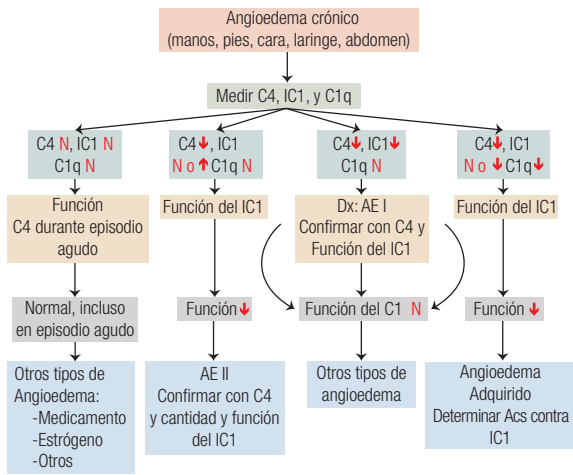 Angioedema crónico
(manos, pies, cara, laringe, abdomen)
Medir C4, IC1, y C1q
C4 N, IC1 N
C1q N
C4 ↓, IC1
N o ↑ C1q N
C4↓, IC1 ↓
C1q N
C4↓, IC1
N o ↓ C1q↓
Función
C4 durante episodio
agudo
Función del IC1
Dx: AE I
Confirmar con C4 y
Función del IC1
Función del IC1
Normal, incluso
en episodio agudo
Función ↓
Función del C1 N
Función ↓
Otros tipos de
Angioedema:
-Medicamento
-Estrógeno
-Otros
AE II
Confirmar con C4
y cantidad y función
del IC1
Otros tipos de
angioedema
Angioedema
Adquirido
Determinar Acs contra
IC1